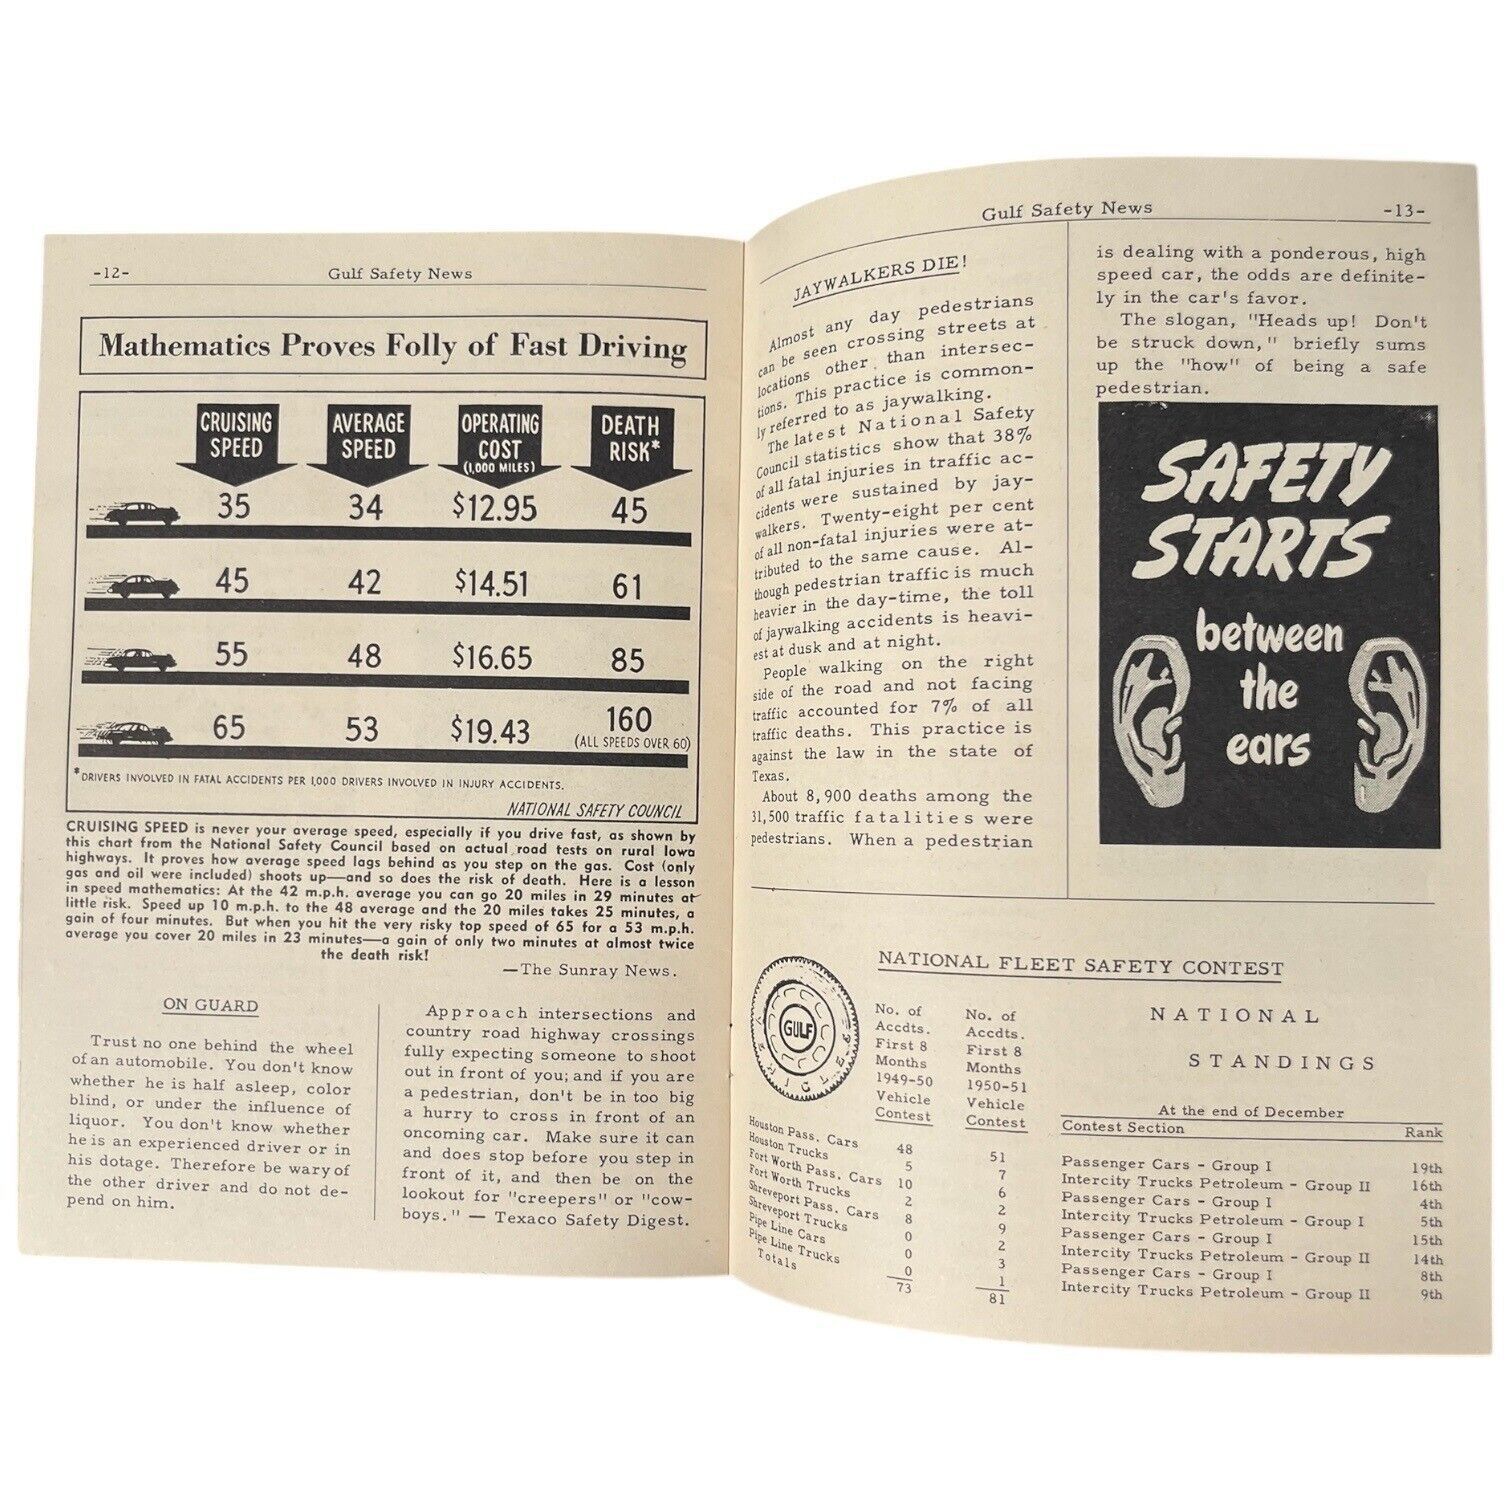 -12-
Gulf Safety News
Mathematics Proves Folly of Fast Driving
CRUISING SPEED AVERAGE SPEED OPERATING COST (1,000 MILES) DEATH RISK*
35 34 $12.95 45
45 42 $14.51 61
55 48 $16.65 85
65 53 $19.43 160
(ALL SPEEDS OVER 60)
*DRIVERS INVOLVED IN FATAL ACCIDENTS PER 1,000 DRIVERS INVOLVED IN INJURY ACCIDENTS.
NATIONAL SAFETY COUNCIL
CRUISING SPEED is never your average speed, especially if you drive fast, as shown by
this chart from the National Safety Council based on actual road tests on rural Iowa
highways. It proves how average speed lags behind as you step on the gas. Cost (only
gas and oil were included) shoots up—and so does the risk of death. Here is a lesson
in speed mathematics: At the 42 m.p.h. average you can go 20 miles in 29 minutes at
little risk. Speed up 10 m.p.h. to the 48 average and the 20 miles takes 25 minutes, a
gain of four minutes. But when you hit the very risky top speed of 65 for a 53 m.p.h.
average you cover 20 miles in 23 minutes—a gain of only two minutes at almost twice
the death risk!
—The Sunray News.
ON GUARD
Trust no one behind the wheel
of an automobile. You don't know
whether he is half asleep, color
blind, or under the influence of
liquor. You don't know whether
he is an experienced driver or in
his dotage. Therefore be wary of
the other driver and do not de-
pend on him.
Approach intersections and
country road highway crossings
fully expecting someone to shoot
out in front of you; and if you are
a pedestrian, don't be in too big
a hurry to cross in front of an
oncoming car. Make sure it can
and does stop before you step in
front of it, and then be on the
lookout for "creepers" or "cow-
boys." — Texaco Safety Digest.
Gulf Safety News
-13-
JAYWALKERS DIE!
Almost any day pedestrians
can be seen crossing streets at
locations other than intersec-
tions. This practice is common-
ly referred to as jaywalking.
The latest National Safety
Council statistics show that 38%
of all fatal injuries in traffic ac-
cidents were sustained by jay-
walkers. Twenty-eight per cent
of all non-fatal injuries were at-
tributed to the same cause. Al-
though pedestrian traffic is much
heavier in the day-time, the toll
of jaywalking accidents is heavi-
est at dusk and at night.
People walking on the right
side of the road and not facing
traffic accounted for 7% of all
traffic deaths. This practice is
against the law in the state of
Texas.
About 8,900 deaths among the
31,500 traffic fatalities were
pedestrians. When a pedestrian
is dealing with a ponderous, high
speed car, the odds are definite-
ly in the car's favor.
The slogan, "Heads up! Don't
be struck down," briefly sums
up the "how" of being a safe
pedestrian.
SAFETY
STARTS
between
the
ears
NATIONAL FLEET SAFETY CONTEST
GULF
VEHICLES
No. of
Accdts.
First 8
Months
1949-50
Vehicle
Contest
No. of
Accdts.
First 8
Months
1950-51
Vehicle
Contest
NATIONAL
STANDINGS
At the end of December
Contest Section Rank
Houston Pass. Cars 48 51 Passenger Cars - Group I 19th
Houston Trucks 5 7 Intercity Trucks Petroleum - Group II 16th
Fort Worth Pass. Cars 10 6 Passenger Cars - Group I 4th
Fort Worth Trucks 2 2 Intercity Trucks Petroleum - Group I 5th
Shreveport Pass. Cars 8 9 Passenger Cars - Group I 15th
Shreveport Trucks 0 2 Intercity Trucks Petroleum - Group II 14th
Pipe Line Cars 0 3 Passenger Cars - Group I 8th
Pipe Line Trucks 0 1 Intercity Trucks Petroleum - Group II 9th
Totals 73 81